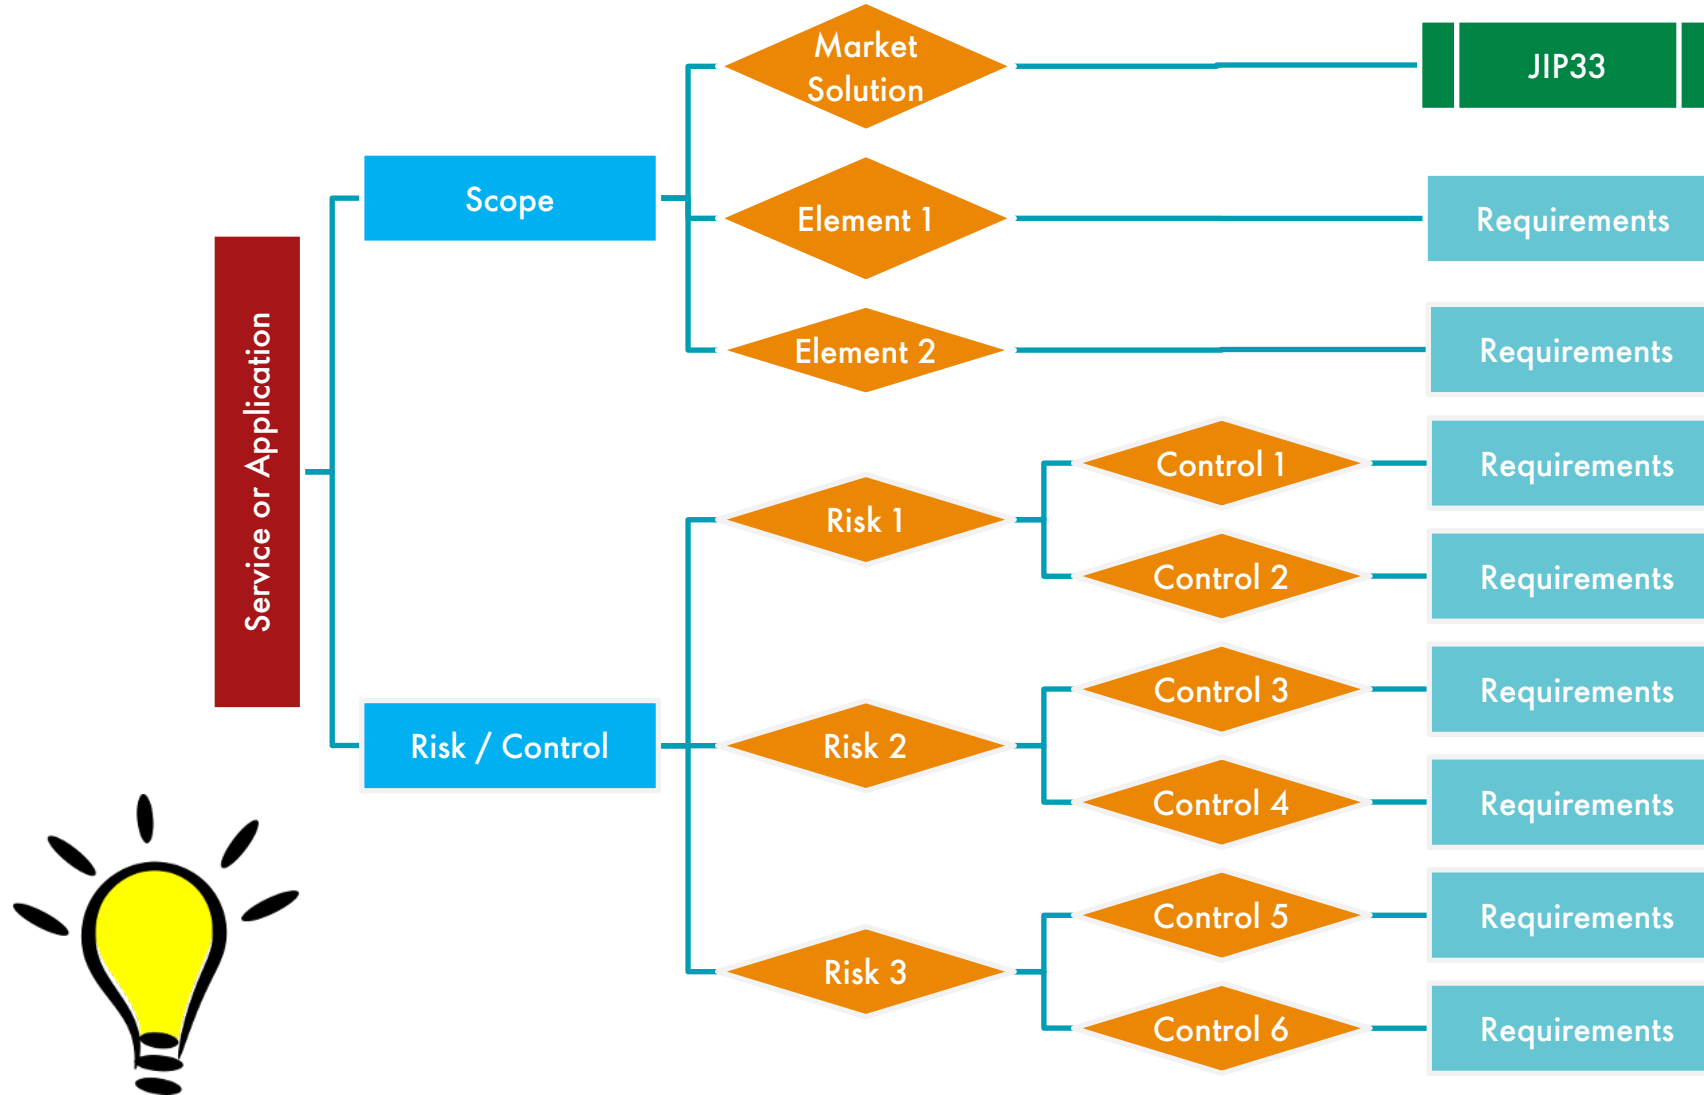 Service or Application
Scope
Market
Solution
JIP33
Element 1
Requirements
Element 2
Requirements
Risk / Control
Risk 1
Control 1
Requirements
Control 2
Requirements
Risk 2
Control 3
Requirements
Control 4
Requirements
Risk 3
Control 5
Requirements
Control 6
Requirements